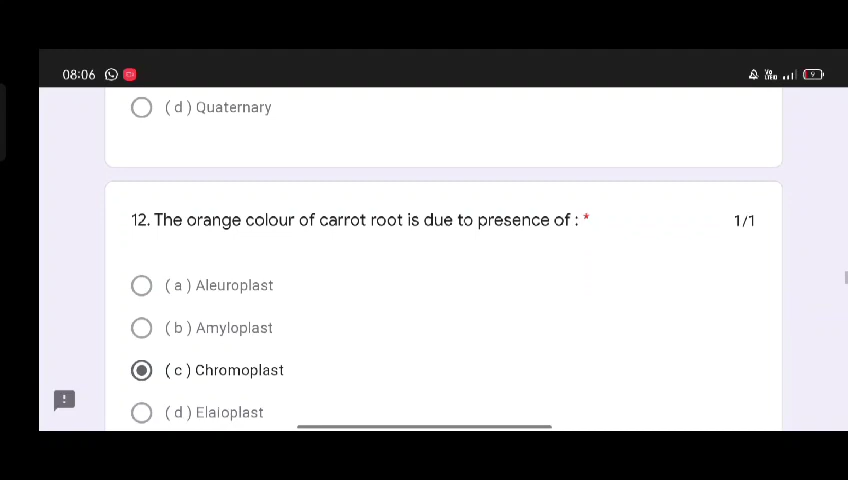 08:06
9
( d ) Quaternary
12. The orange colour of carrot root is due to presence of : *
1/1
( a ) Aleuroplast
( b ) Amyloplast
( c ) Chromoplast
( d ) Elaioplast